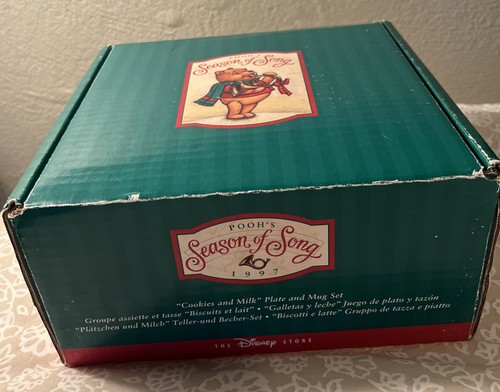 POOH'S
Season of Song
POOH'S
Season of Song
1997
"Cookies and Milk" Plate and Mug Set
Groupe assiette et tasse "Biscuits et lait" • "Galletas y leche" Juego de plato y tazón
"Plätzchen und Milch" Teller-und Becher-Set • "Biscotti e latte" Gruppo de tazza e piatto
THE Disney STORE